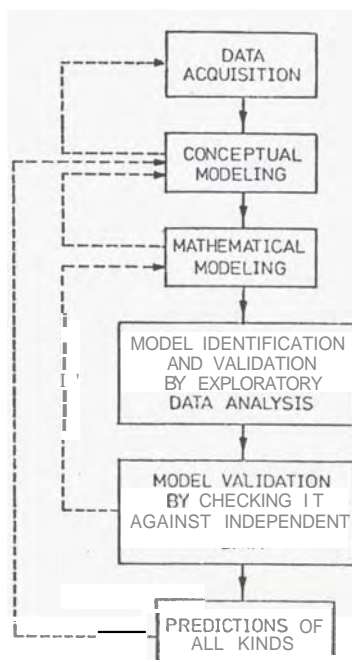 DATA
ACQUISITION
CONCEPTUAL
MODELING
MATHEMATICAL
MODELING
MODEL IDENTIFICATION
AND VALIDATION
BY EXPLORATORY
DATA ANALYSIS
MODEL VALIDATION
BY CHECKING IT
AGAINST INDEPENDENT
PREDICTIONS OF
ALL KINDS